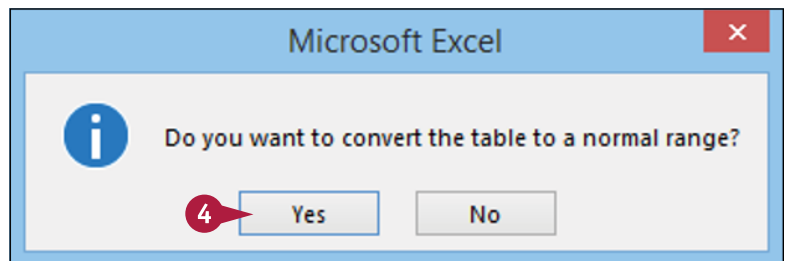 Microsoft Excel
Do you want to convert the table to a normal range?
4 Yes No